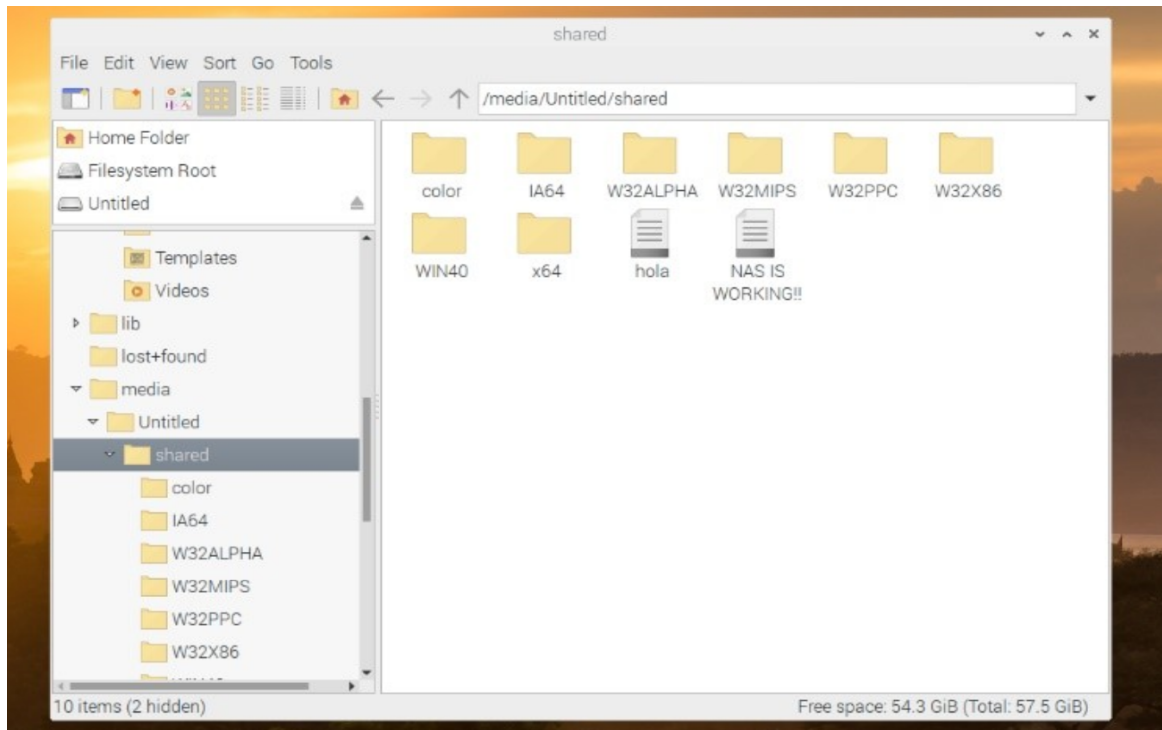 shared
File Edit View Sort Go Tools
/media/Untitled/shared
Home Folder
Filesystem Root
Untitled
Templates
Videos
lib
lost+found
media
Untitled
shared
color
IA64
W32ALPHA
W32MIPS
W32PPC
W32X86
color IA64 W32ALPHA W32MIPS W32PPC W32X86
WIN40 x64 hola NAS IS
WORKING!!
10 items (2 hidden) Free space: 54.3 GiB (Total: 57.5 GiB)